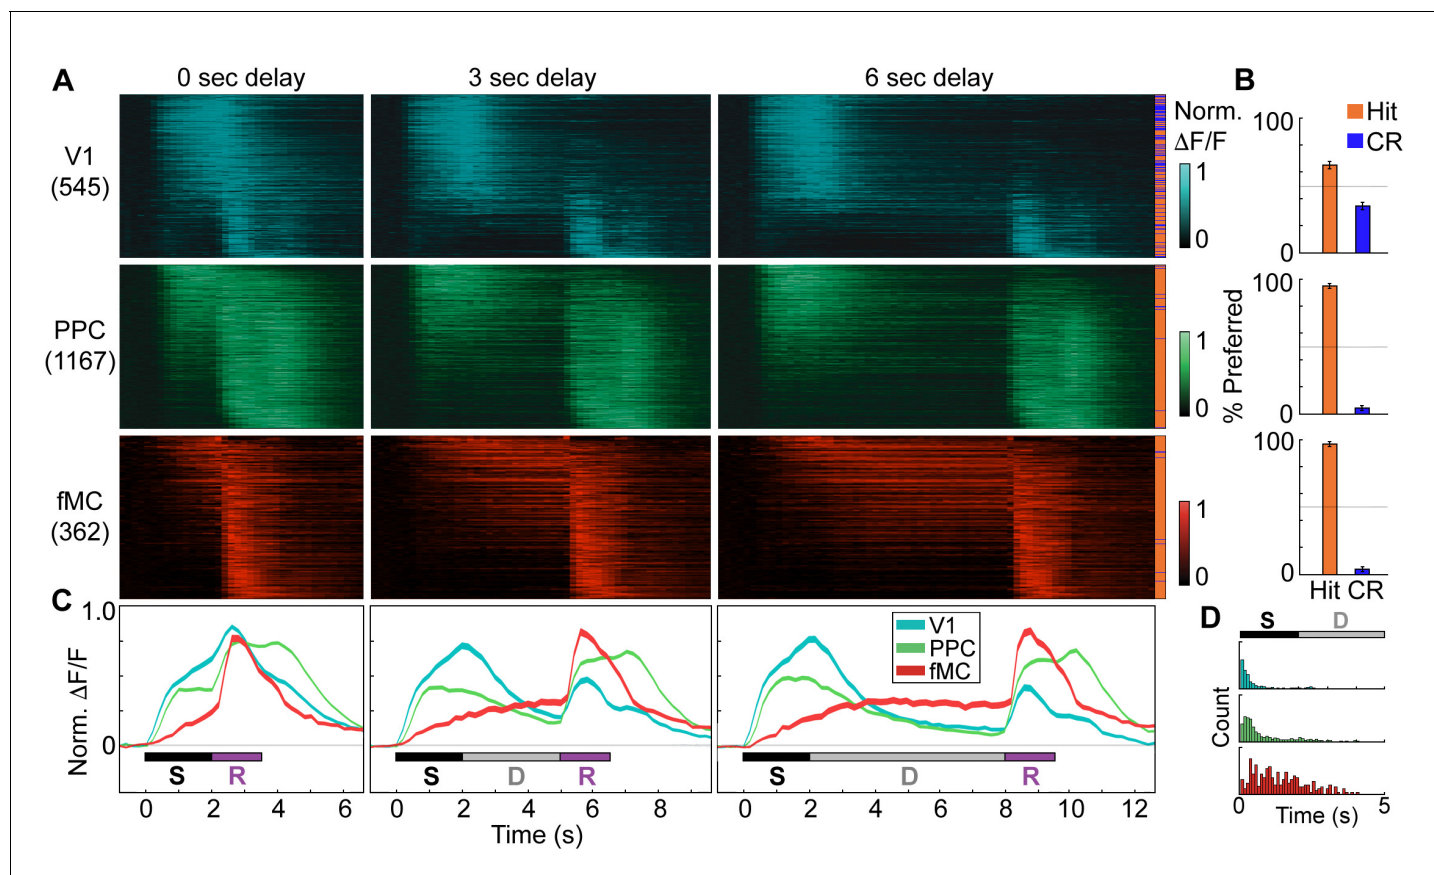 A
0 sec delay
3 sec delay
6 sec delay
B
V1
(545)
Norm.
ΔF/F
1
0
Hit
CR
100
0
PPC
(1167)
1
0
% Preferred
100
0
fMC
(362)
1
0
100
0
Hit CR
C
1.0
0
Norm. ΔF/F
V1
PPC
fMC
S
R
S
D
R
S
D
R
0 2 4 6
0 2 4 6 8
0 2 4 6 8 10 12
Time (s)
D
S
D
Count
0
5
Time (s)